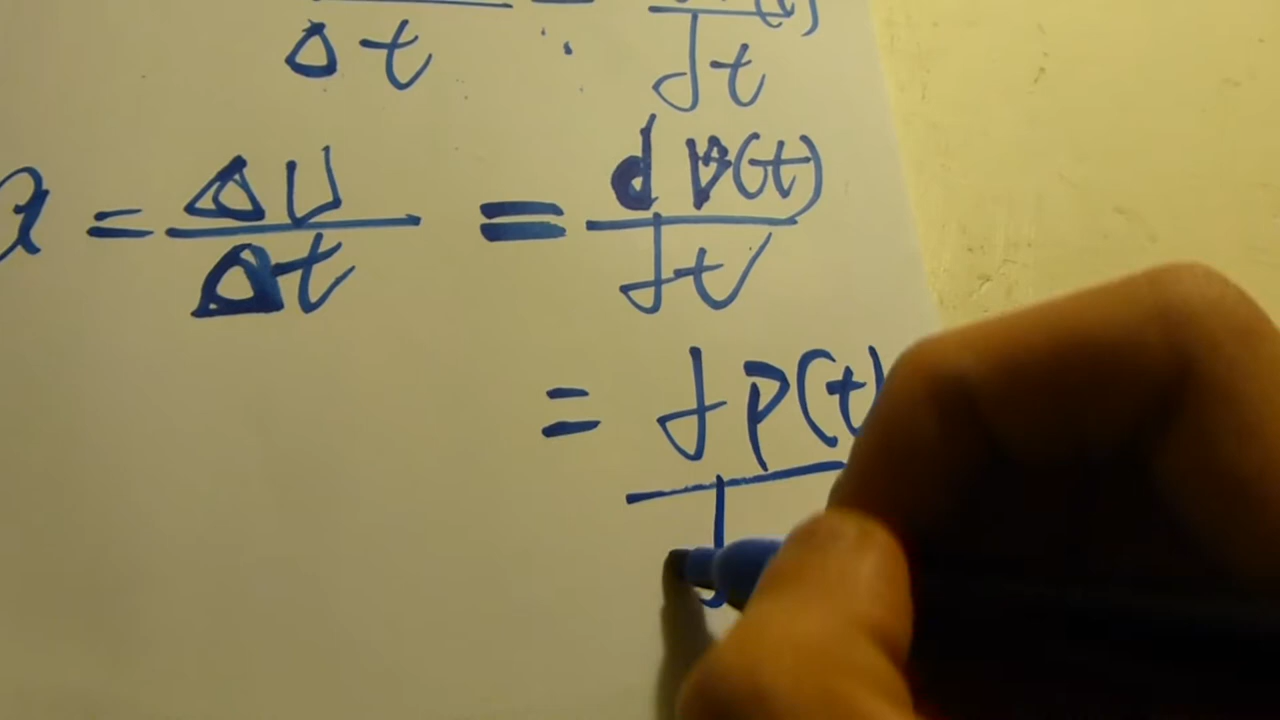 Δt = dt
a = ΔV/Δt = dV(t)/dt
= dP(t)/d